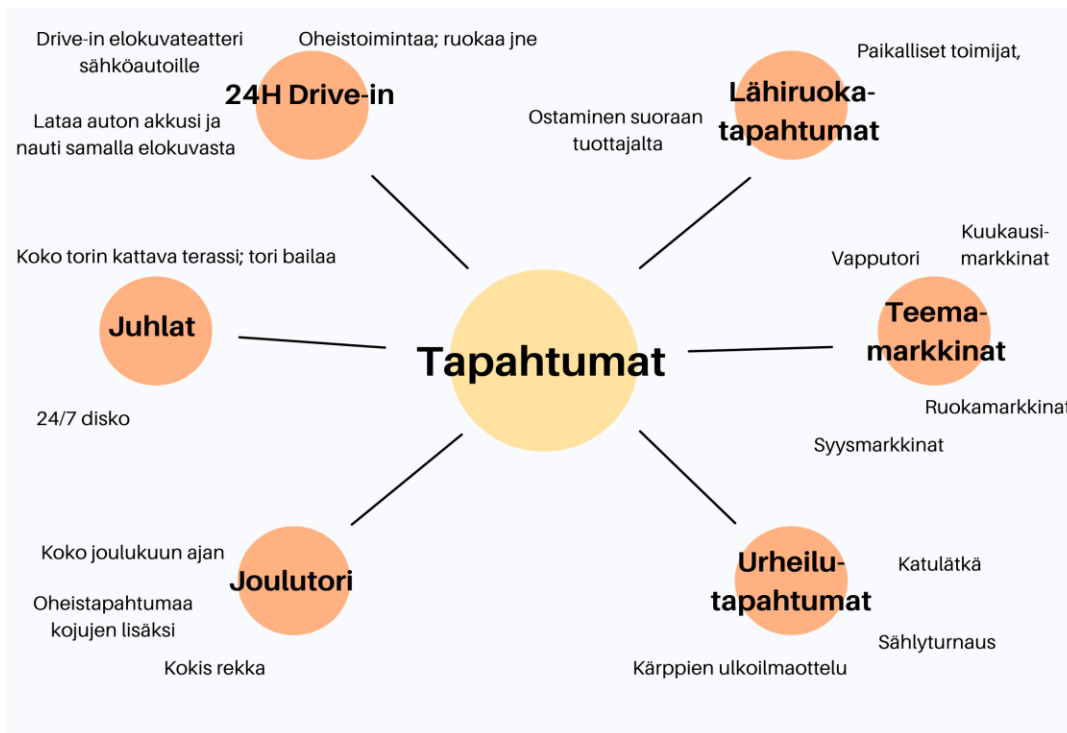 Drive-in elokuvateatteri
sähköautoille
Oheistoimintaa; ruokaa jne
24H Drive-in
Lataa auton akkusi ja
nauti samalla elokuvasta
Paikalliset toimijat,
Lähiruoka-
tapahtumat
Ostaminen suoraan
tuottajalta
Koko torin kattava terassi; tori bailaa
Juhlat
24/7 disko
Tapahtumat
Kuukausi-
markkinat
Vapputori
Teema-
markkinat
Ruokamarkkinat
Syysmarkkinat
Koko joulukuun ajan
Joulutori
Oheistapahtumaa
kojujen lisäksi
Kokis rekka
Urheilu-
tapahtumat
Katulätkä
Sählyturnaus
Kärppien ulkoilmaottelu